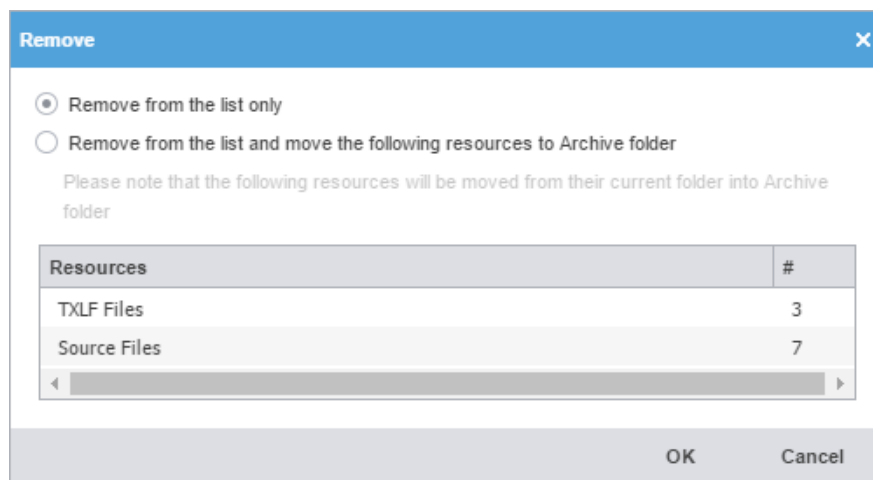 Remove
Remove from the list only
Remove from the list and move the following resources to Archive folder
Please note that the following resources will be moved from their current folder into Archive
folder
Resources #
TXLF Files 3
Source Files 7
OK Cancel